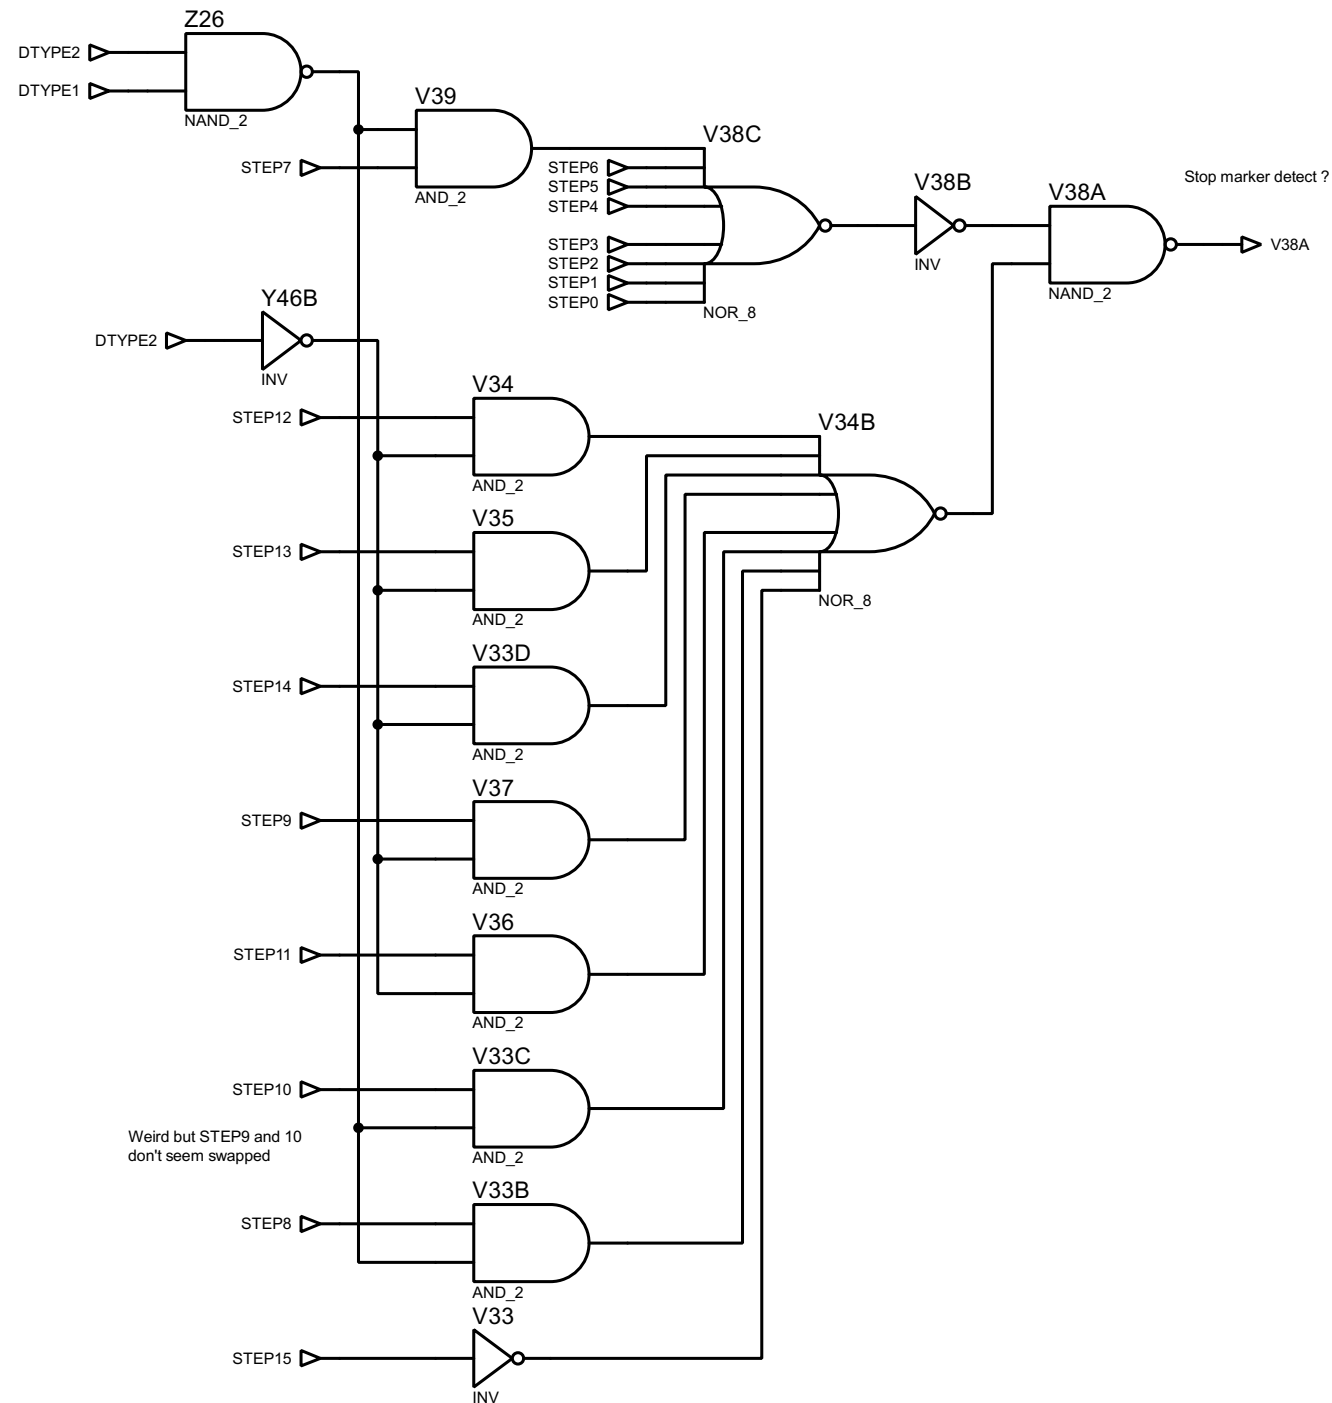 Z26
DTYPE2
DTYPE1
NAND_2
V39
STEP7
AND_2
V38C
STEP6
STEP5
STEP4
STEP3
STEP2
STEP1
STEP0
NOR_8
V38B
INV
V38A
NAND_2
Stop marker detect ?
V38A
Y46B
DTYPE2
INV
V34
STEP12
AND_2
V34B
NOR_8
V35
STEP13
AND_2
V33D
STEP14
AND_2
V37
STEP9
AND_2
V36
STEP11
AND_2
V33C
STEP10
AND_2
Weird but STEP9 and 10
don't seem swapped
V33B
STEP8
AND_2
V33
STEP15
INV